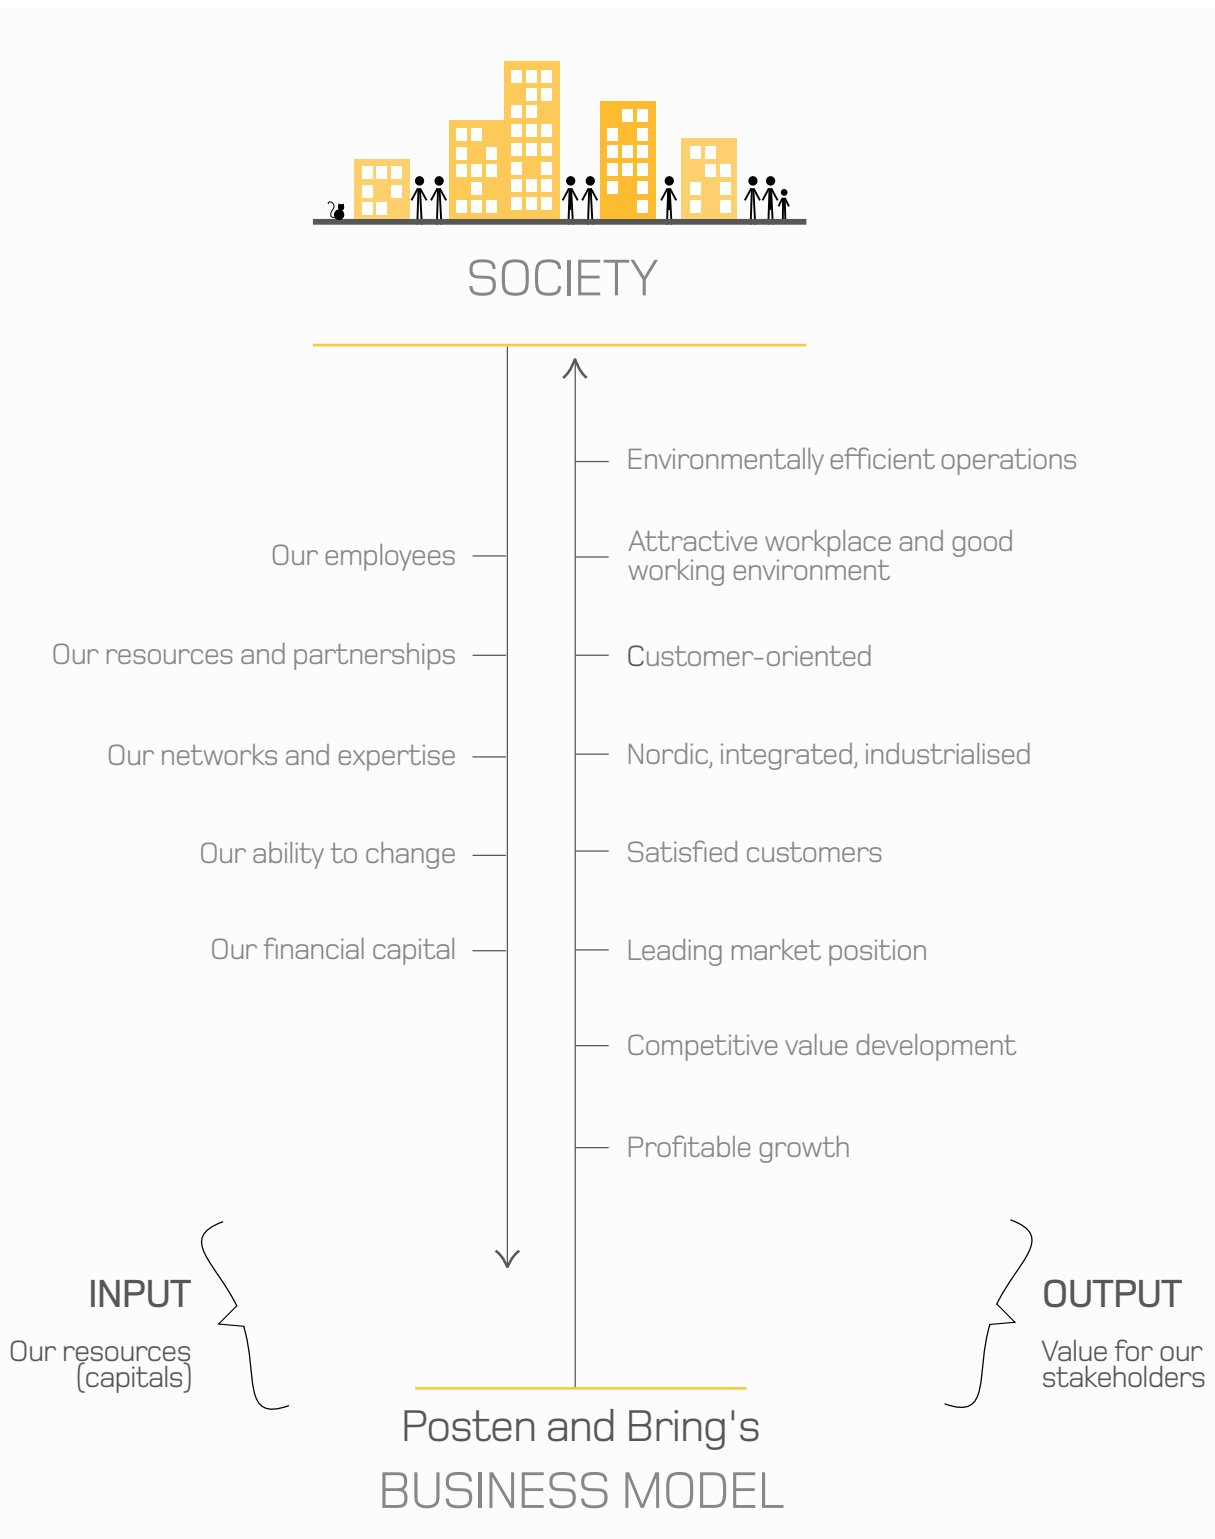 SOCIETY
Environmentally efficient operations
Our employees
Attractive workplace and good
working environment
Our resources and partnerships
Customer-oriented
Our networks and expertise
Nordic, integrated, industrialised
Our ability to change
Satisfied customers
Our financial capital
Leading market position
Competitive value development
Profitable growth
INPUT
Our resources
(capitals)
OUTPUT
Value for our
stakeholders
Posten and Bring's
BUSINESS MODEL